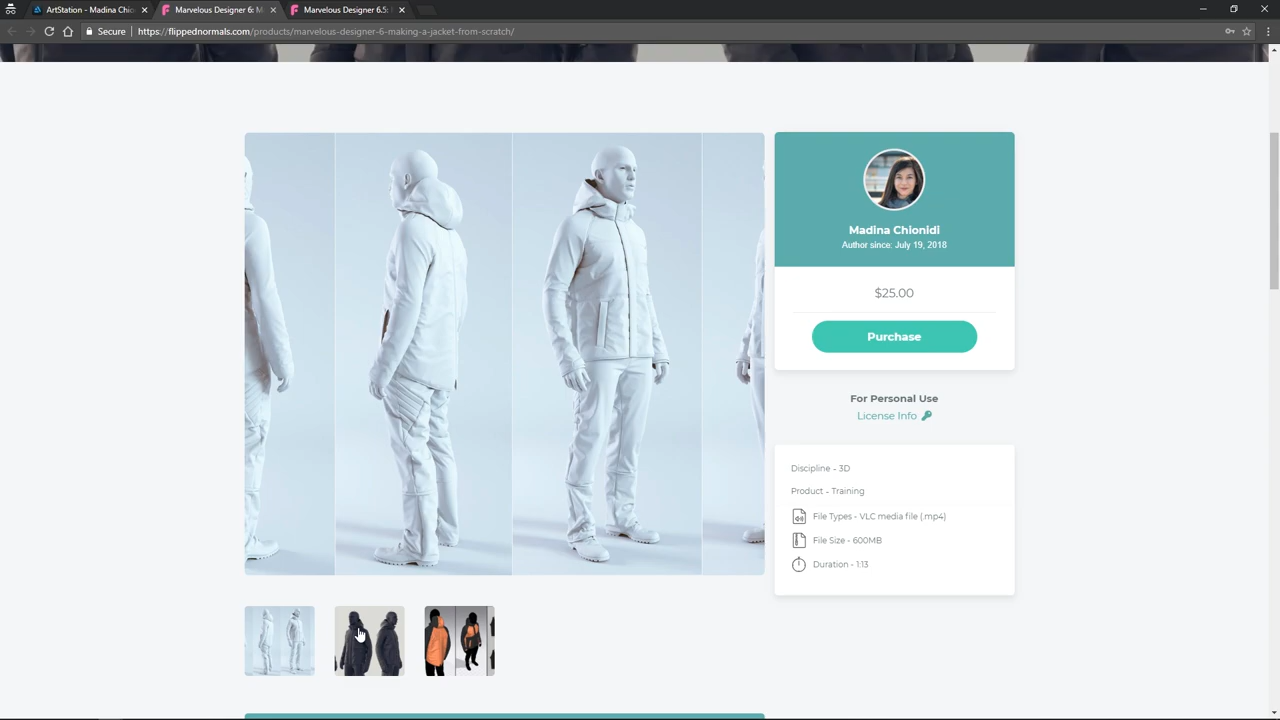 ArtStation - Madina Chio
Marvelous Designer 6: M
Marvelous Designer 6.5:
Secure
https://flippednormals.com/products/marvelous-designer-6-making-a-jacket-from-scratch/
Madina Chionidi
Author since: July 19, 2018
$25.00
Purchase
For Personal Use
License Info
Discipline - 3D
Product - Training
File Types - VLC media file (.mp4)
File Size - 600MB
Duration - 1:13